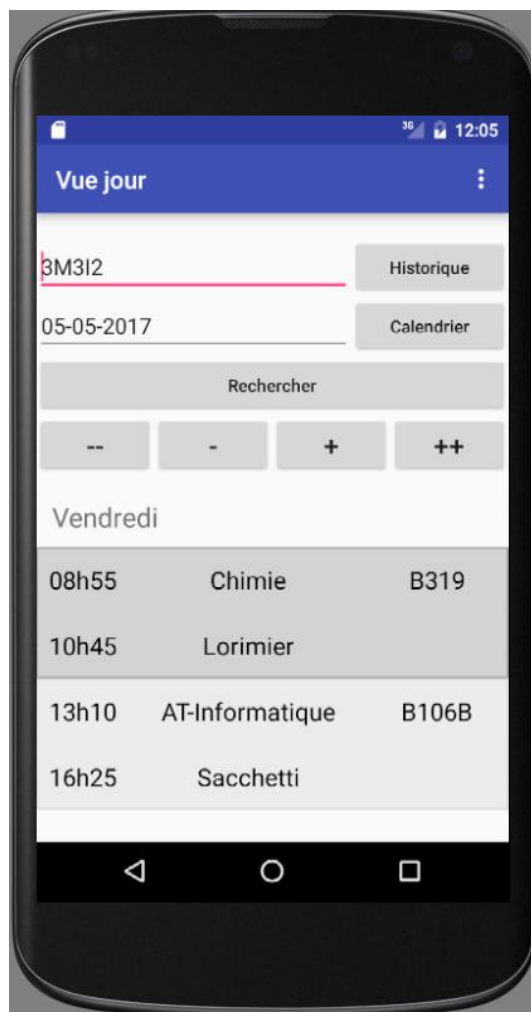 3G 12:05
Vue jour
3M3I2 Historique
05-05-2017 Calendrier
Rechercher
-- - + ++
Vendredi
08h55 Chimie B319
10h45 Lorimier
13h10 AT-Informatique B106B
16h25 Sacchetti